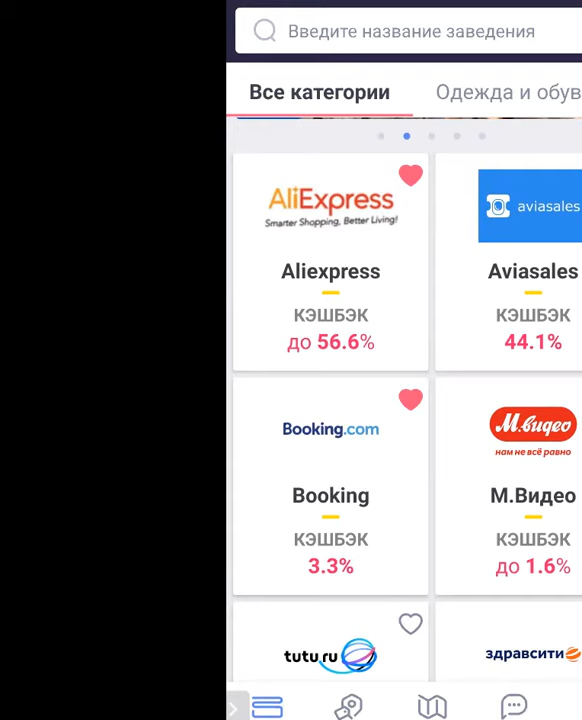 Введите название заведения
Все категории
Одежда и обув
AliExpress
Smarter Shopping, Better Living!
aviasales
Aliexpress
Aviasales
КЭШБЭК
КЭШБЭК
до 56.6%
44.1%
Booking.com
М.видео
нам не всё равно
Booking
М.Видео
КЭШБЭК
КЭШБЭК
3.3%
до 1.6%
tutu.ru
здравсити